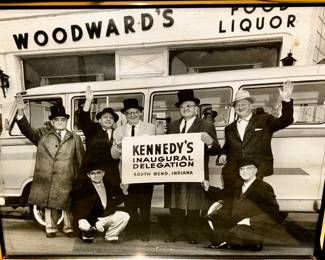 WOODWARD'S
FOOD
LIQUOR
KENNEDY'S
INAUGURAL
DELEGATION
SOUTH BEND, INDIANA